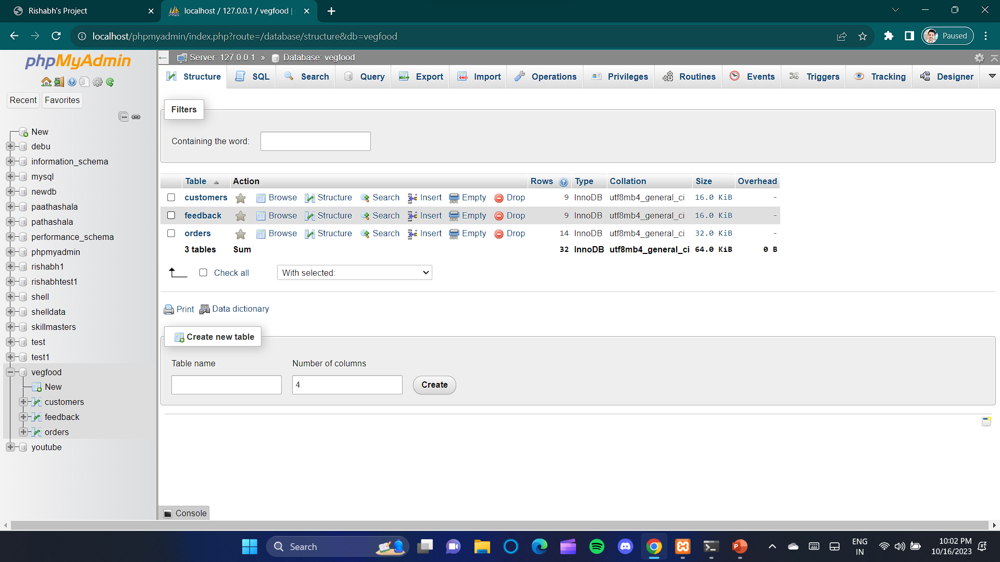 Rishabh's Project
localhost / 127.0.0.1 / vegfood |
localhost/phpmyadmin/index.php?route=/database/structure&db=vegfood
Paused
phpMyAdmin
Recent Favorites
New
debu
information_schema
mysql
newdb
paathashala
pathashala
performance_schema
phpmyadmin
rishabh1
rishabhtest1
shell
shelldata
skillmasters
test
test1
vegfood
New
customers
feedback
orders
youtube
Server: 127.0.0.1 » Database: vegfood
Structure SQL Search Query Export Import Operations Privileges Routines Events Triggers Tracking Designer
Filters
Containing the word:
Table Action Rows Type Collation Size Overhead
customers Browse Structure Search Insert Empty Drop 9 InnoDB utf8mb4_general_ci 16.0 KiB -
feedback Browse Structure Search Insert Empty Drop 9 InnoDB utf8mb4_general_ci 16.0 KiB -
orders Browse Structure Search Insert Empty Drop 14 InnoDB utf8mb4_general_ci 32.0 KiB -
3 tables Sum 32 InnoDB utf8mb4_general_ci 64.0 KiB 0 B
Check all With selected:
Print Data dictionary
Create new table
Table name Number of columns
4 Create
Console
Search
ENG
IN
10:02 PM
10/16/2023